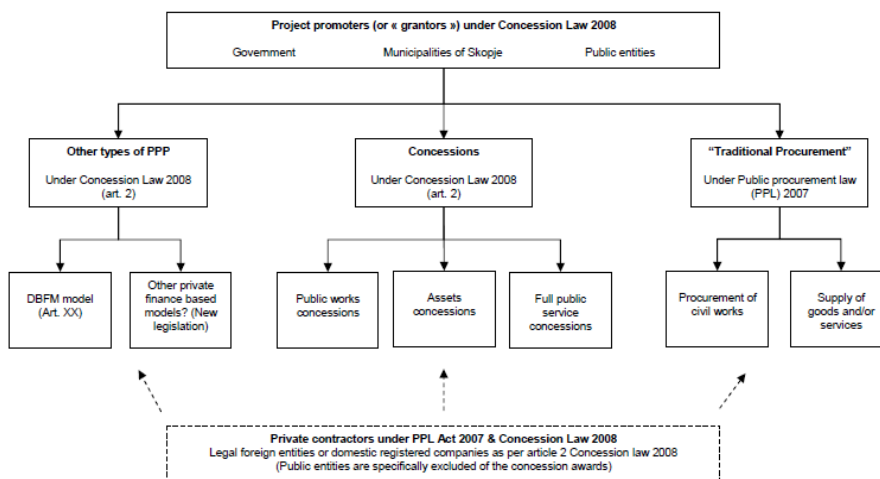 Project promoters (or « grantors ») under Concession Law 2008
Government Municipalities of Skopje Public entities
Other types of PPP
Under Concession Law 2008
(art. 2)
Concessions
Under Concession Law 2008
(art. 2)
“Traditional Procurement”
Under Public procurement law
(PPL) 2007
DBFM model
(Art. XX)
Other private
finance based
models? (New
legislation)
Public works
concessions
Assets
concessions
Full public
service
concessions
Procurement of
civil works
Supply of
goods and/or
services
Private contractors under PPL Act 2007 & Concession Law 2008
Legal foreign entities or domestic registered companies as per article 2 Concession law 2008
(Public entities are specifically excluded of the concession awards)